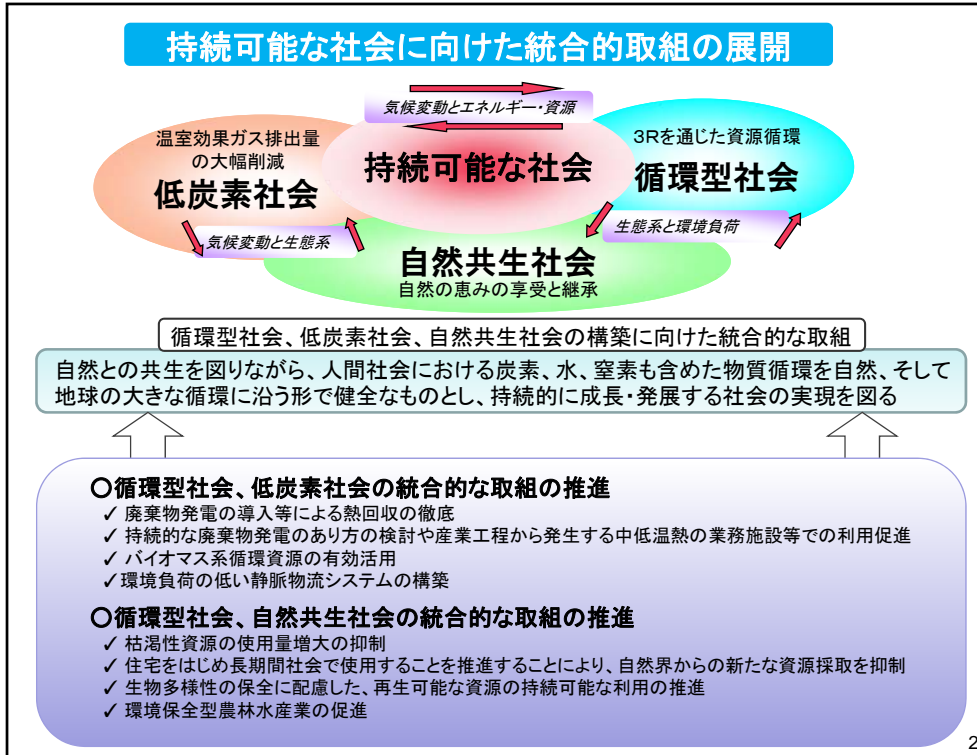 持続可能な社会に向けた統合的取組の展開
気候変動とエネルギー・資源
温室効果ガス排出量
の大幅削減
低炭素社会
持続可能な社会
3Rを通じた資源循環
循環型社会
気候変動と生態系
生態系と環境負荷
自然共生社会
自然の恵みの享受と継承
循環型社会、低炭素社会、自然共生社会の構築に向けた統合的な取組
自然との共生を図りながら、人間社会における炭素、水、窒素も含めた物質循環を自然、そして
地球の大きな循環に沿う形で健全なものとし、持続的に成長・発展する社会の実現を図る
○循環型社会、低炭素社会の統合的な取組の推進
✓ 廃棄物発電の導入等による熱回収の徹底
✓ 持続的な廃棄物発電のあり方の検討や産業工程から発生する中低温熱の業務施設等での利用促進
✓ バイオマス系循環資源の有効活用
✓環境負荷の低い静脈物流システムの構築
○循環型社会、自然共生社会の統合的な取組の推進
✓ 枯渇性資源の使用量増大の抑制
✓ 住宅をはじめ長期間社会で使用することを推進することにより、自然界からの新たな資源採取を抑制
✓ 生物多様性の保全に配慮した、再生可能な資源の持続可能な利用の推進
✓ 環境保全型農林水産業の促進
2